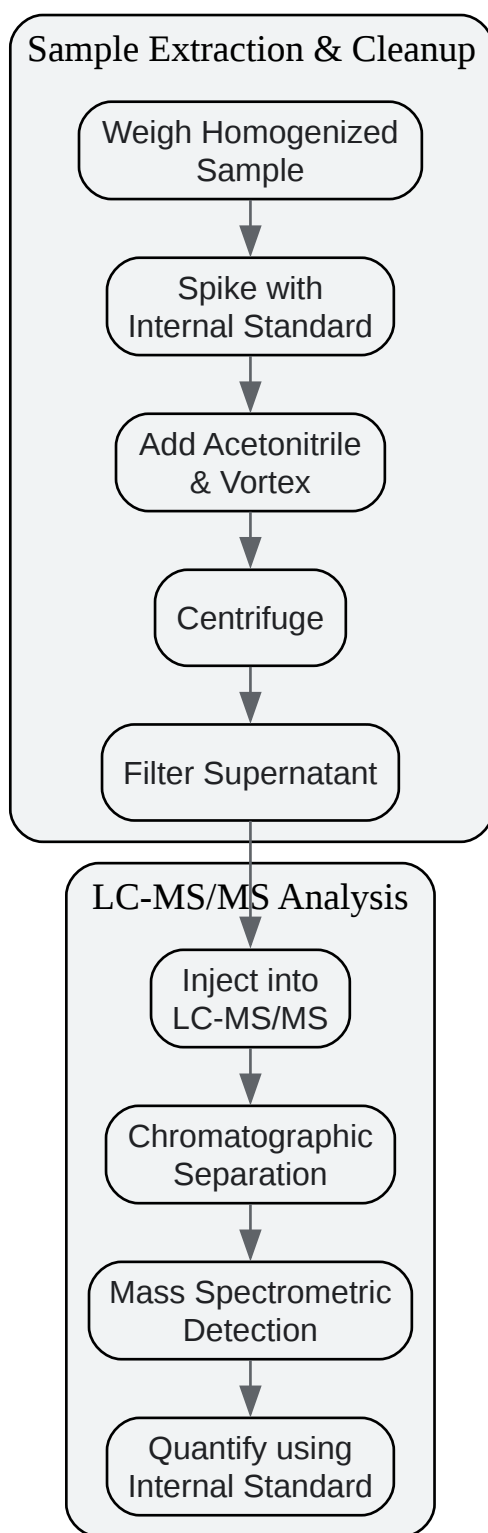 Sample Extraction & Cleanup
Weigh Homogenized
Sample
Spike with
Internal Standard
Add Acetonitrile
& Vortex
Centrifuge
Filter Supernatant
LC-MS/MS Analysis
Inject into
LC-MS/MS
Chromatographic
Separation
Mass Spectrometric
Detection
Quantify using
Internal Standard